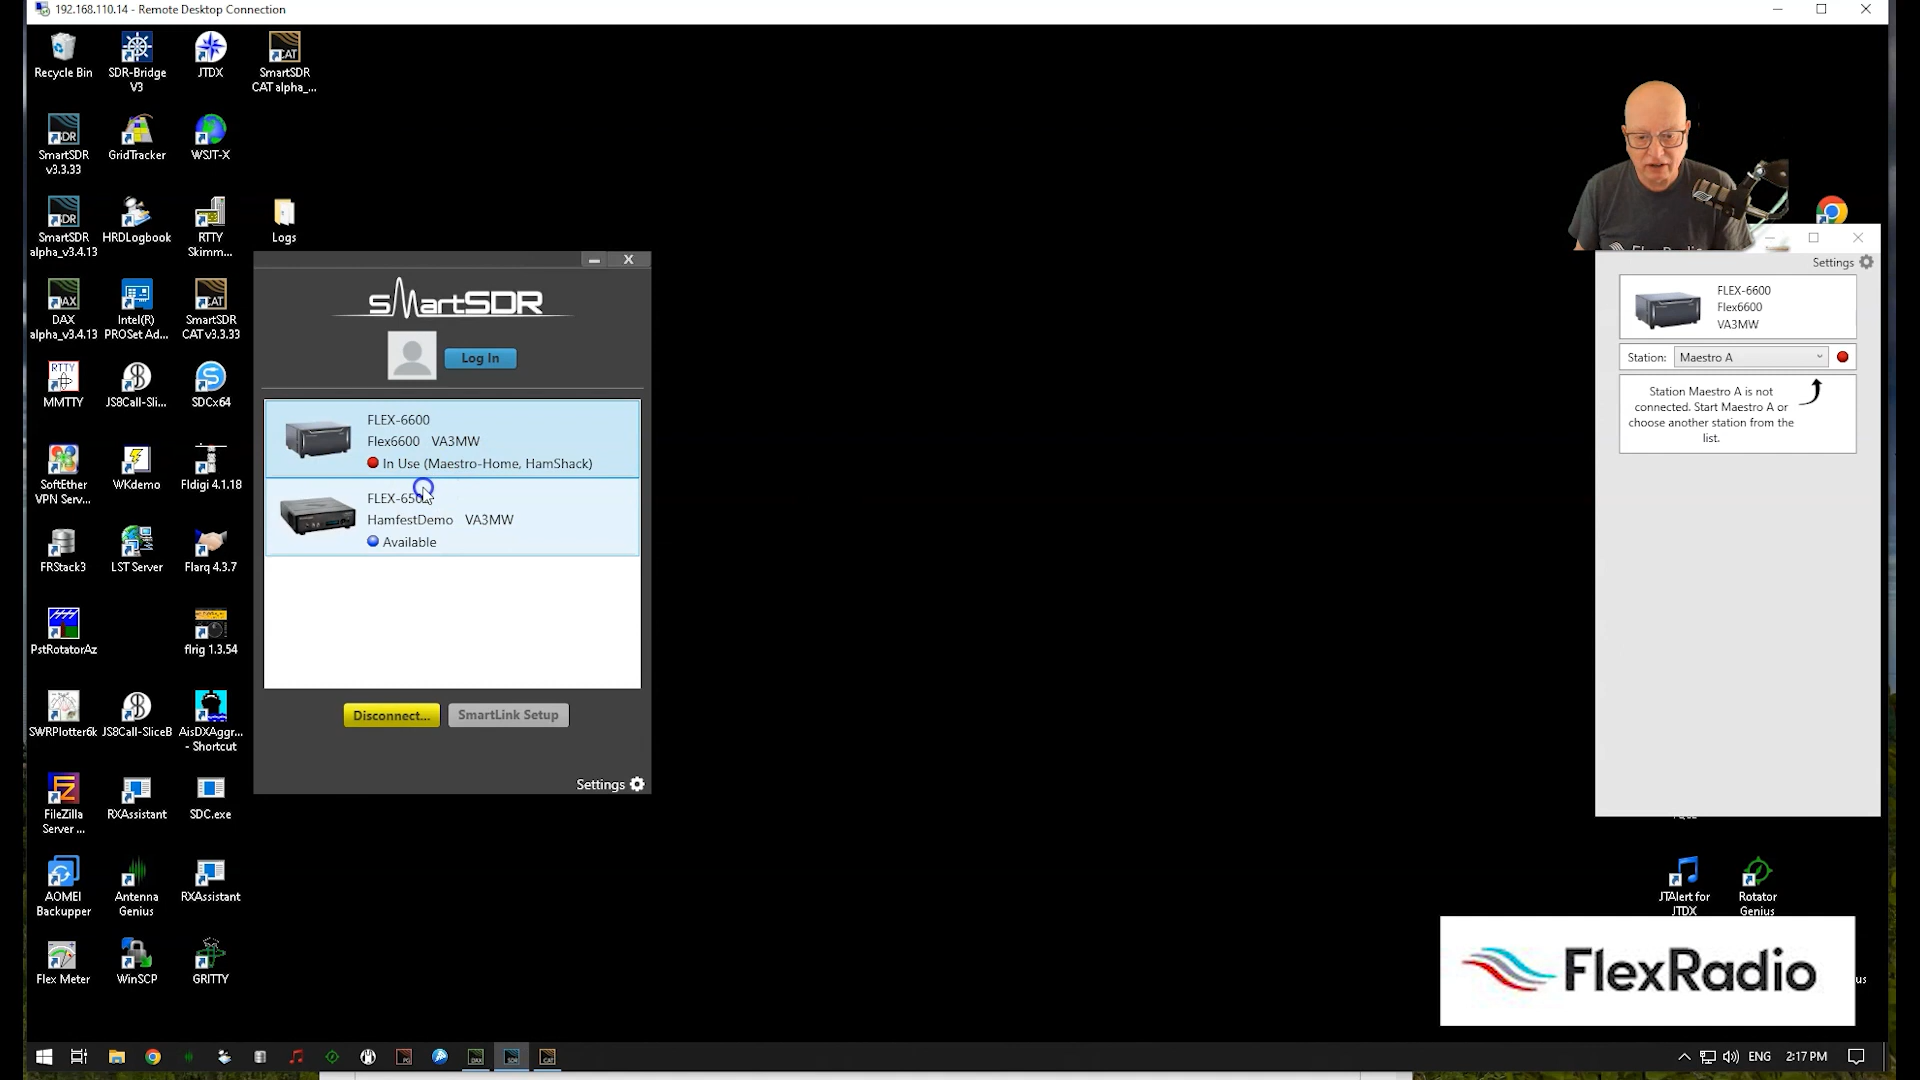 192.168.110.14 - Remote Desktop Connection
Recycle Bin
SDR-Bridge
V3
JTDX
SmartSDR
CAT alpha_...
SmartSDR
v3.3.33
GridTracker
WSJT-X
SmartSDR
alpha_v3.4.13
HRDLogbook
RTTY
Skimm...
Logs
DAX
alpha_v3.4.13
Intel(R)
PROSet Ad...
SmartSDR
CAT v3.3.33
MMTTY
JS8Call-Sli...
SDCx64
SoftEther
VPN Serv...
WKdemo
Fldigi 4.1.18
FRStack3
LST Server
Flarq 4.3.7
PstRotatorAz
flrig 1.3.54
SWRPlotter6k
JS8Call-SliceB
AisDXAggr...
- Shortcut
FileZilla
Server ...
RXAssistant
SDC.exe
AOMEI
Backupper
Antenna
Genius
RXAssistant
Flex Meter
WinSCP
GRITTY
smartSDR
Log In
FLEX-6600
Flex6600 VA3MW
In Use (Maestro-Home, HamShack)
HamfestDemo VA3MW
Available
Disconnect...
SmartLink Setup
Settings
Settings
FLEX-6600
Flex6600
VA3MW
Station: Maestro A
Station Maestro A is not
connected. Start Maestro A or
choose another station from the
list.
JTAlert for
JTDX
Rotator
Genius
FlexRadio
ENG
2:17 PM